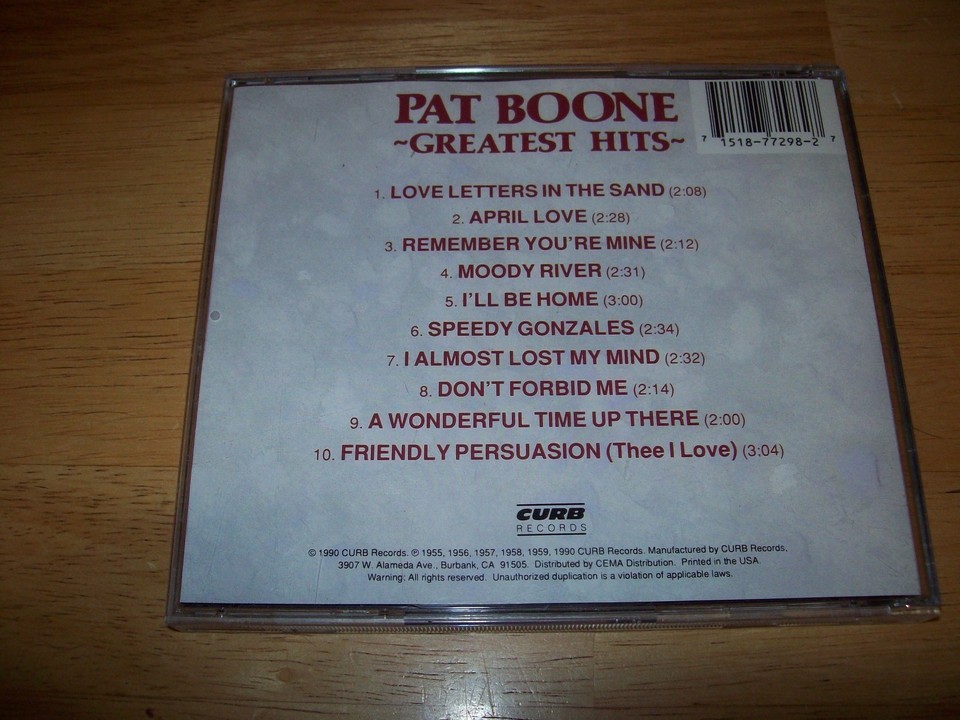 PAT BOONE
~GREATEST HITS~
7 1518-77298-2 7
1. LOVE LETTERS IN THE SAND (2:08)
2. APRIL LOVE (2:28)
3. REMEMBER YOU'RE MINE (2:12)
4. MOODY RIVER (2:31)
5. I'LL BE HOME (3:00)
6. SPEEDY GONZALES (2:34)
7. I ALMOST LOST MY MIND (2:32)
8. DON'T FORBID ME (2:14)
9. A WONDERFUL TIME UP THERE (2:00)
10. FRIENDLY PERSUASION (Thee I Love) (3:04)
CURB
RECORDS
© 1990 CURB Records. ℗ 1955, 1956, 1957, 1958, 1959, 1990 CURB Records. Manufactured by CURB Records,
3907 W. Alameda Ave., Burbank, CA 91505. Distributed by CEMA Distribution. Printed in the USA.
Warning: All rights reserved. Unauthorized duplication is a violation of applicable laws.